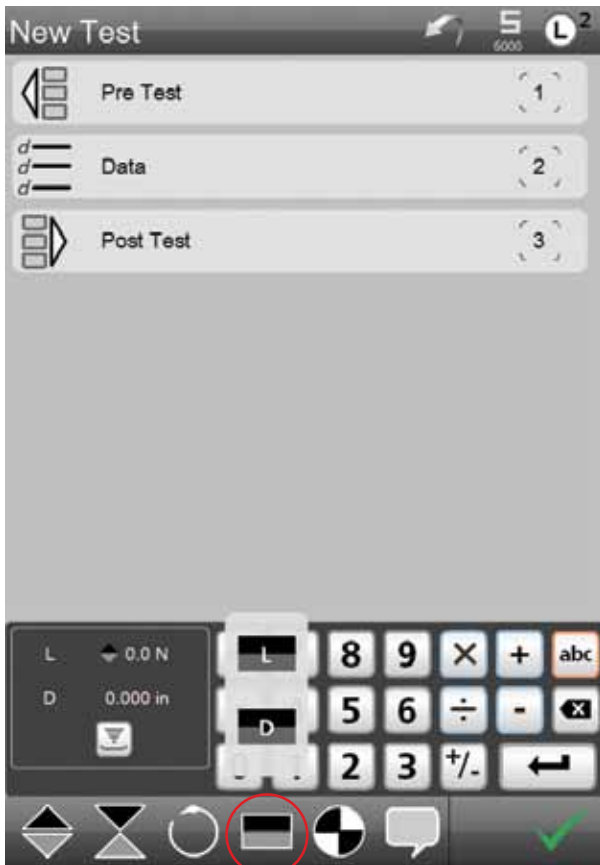 New Test S 6000 L 2
Pre Test 1
d
d Data 2
d
Post Test 3
L 0.0 N L 8 9 × + abc
D 0.000 in D 5 6 ÷ -
2 3 +/-